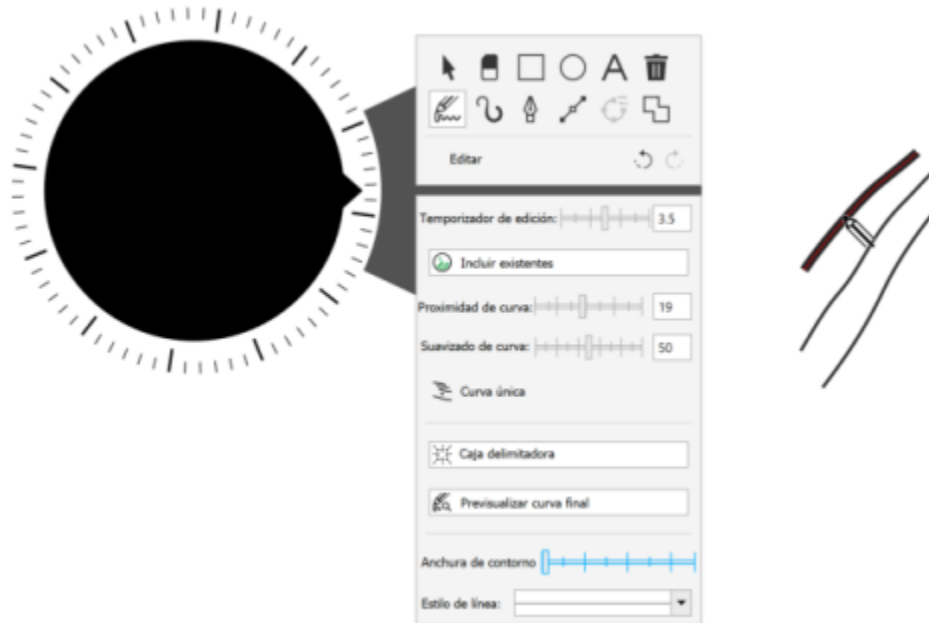 A
Editar
Temporizador de edición: 3.5
Incluir existentes
Proximidad de curva: 19
Suavizado de curva: 50
Curva única
Caja delimitadora
Previsualizar curva final
Anchura de contorno
Estilo de línea: